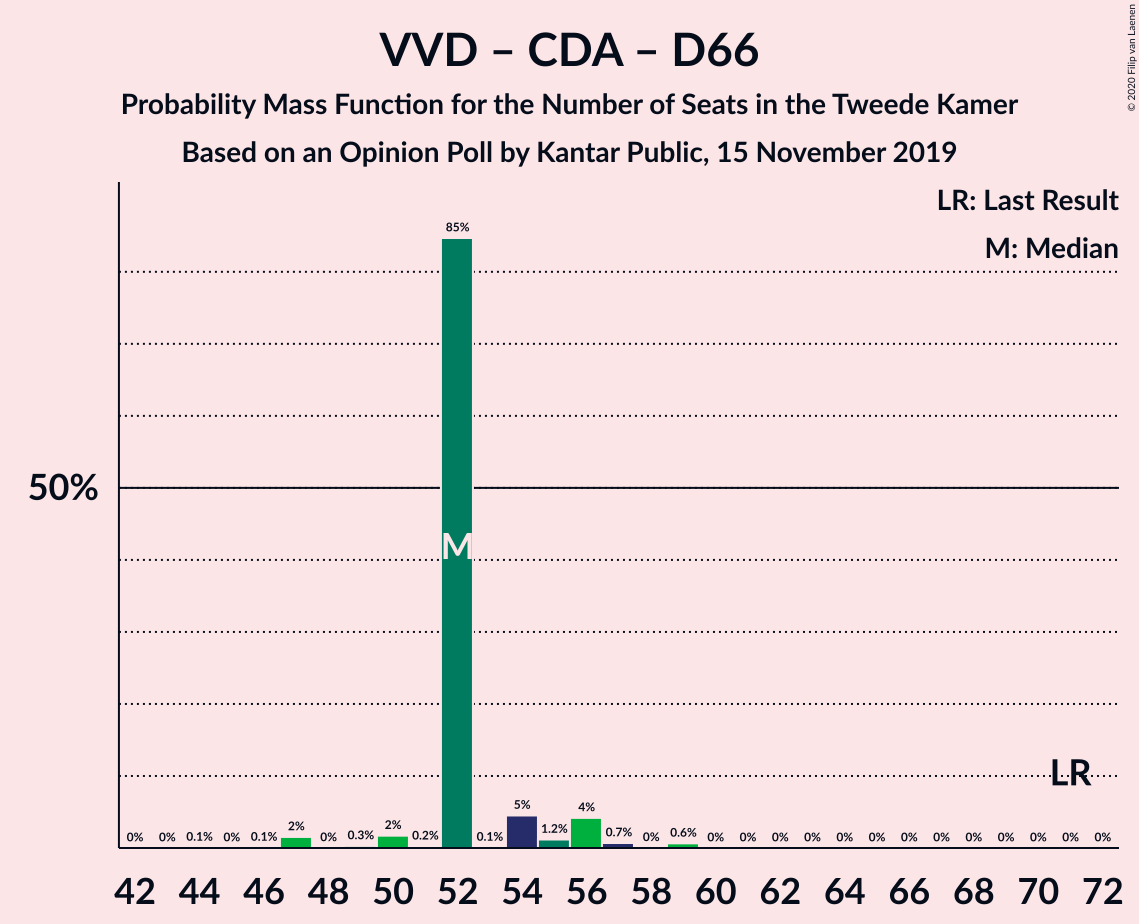 VVD – CDA – D66
Probability Mass Function for the Number of Seats in the Tweede Kamer
Based on an Opinion Poll by Kantar Public, 15 November 2019
© 2020 Filip van Laenen
LR: Last Result
M: Median
50%
85%
M
LR
0% 0% 0.1% 0% 0.1% 2% 0% 0.3% 2% 0.2% 0.1% 5% 1.2% 4% 0.7% 0% 0.6% 0% 0% 0% 0% 0% 0% 0% 0% 0% 0% 0% 0% 0%
42 44 46 48 50 52 54 56 58 60 62 64 66 68 70 72